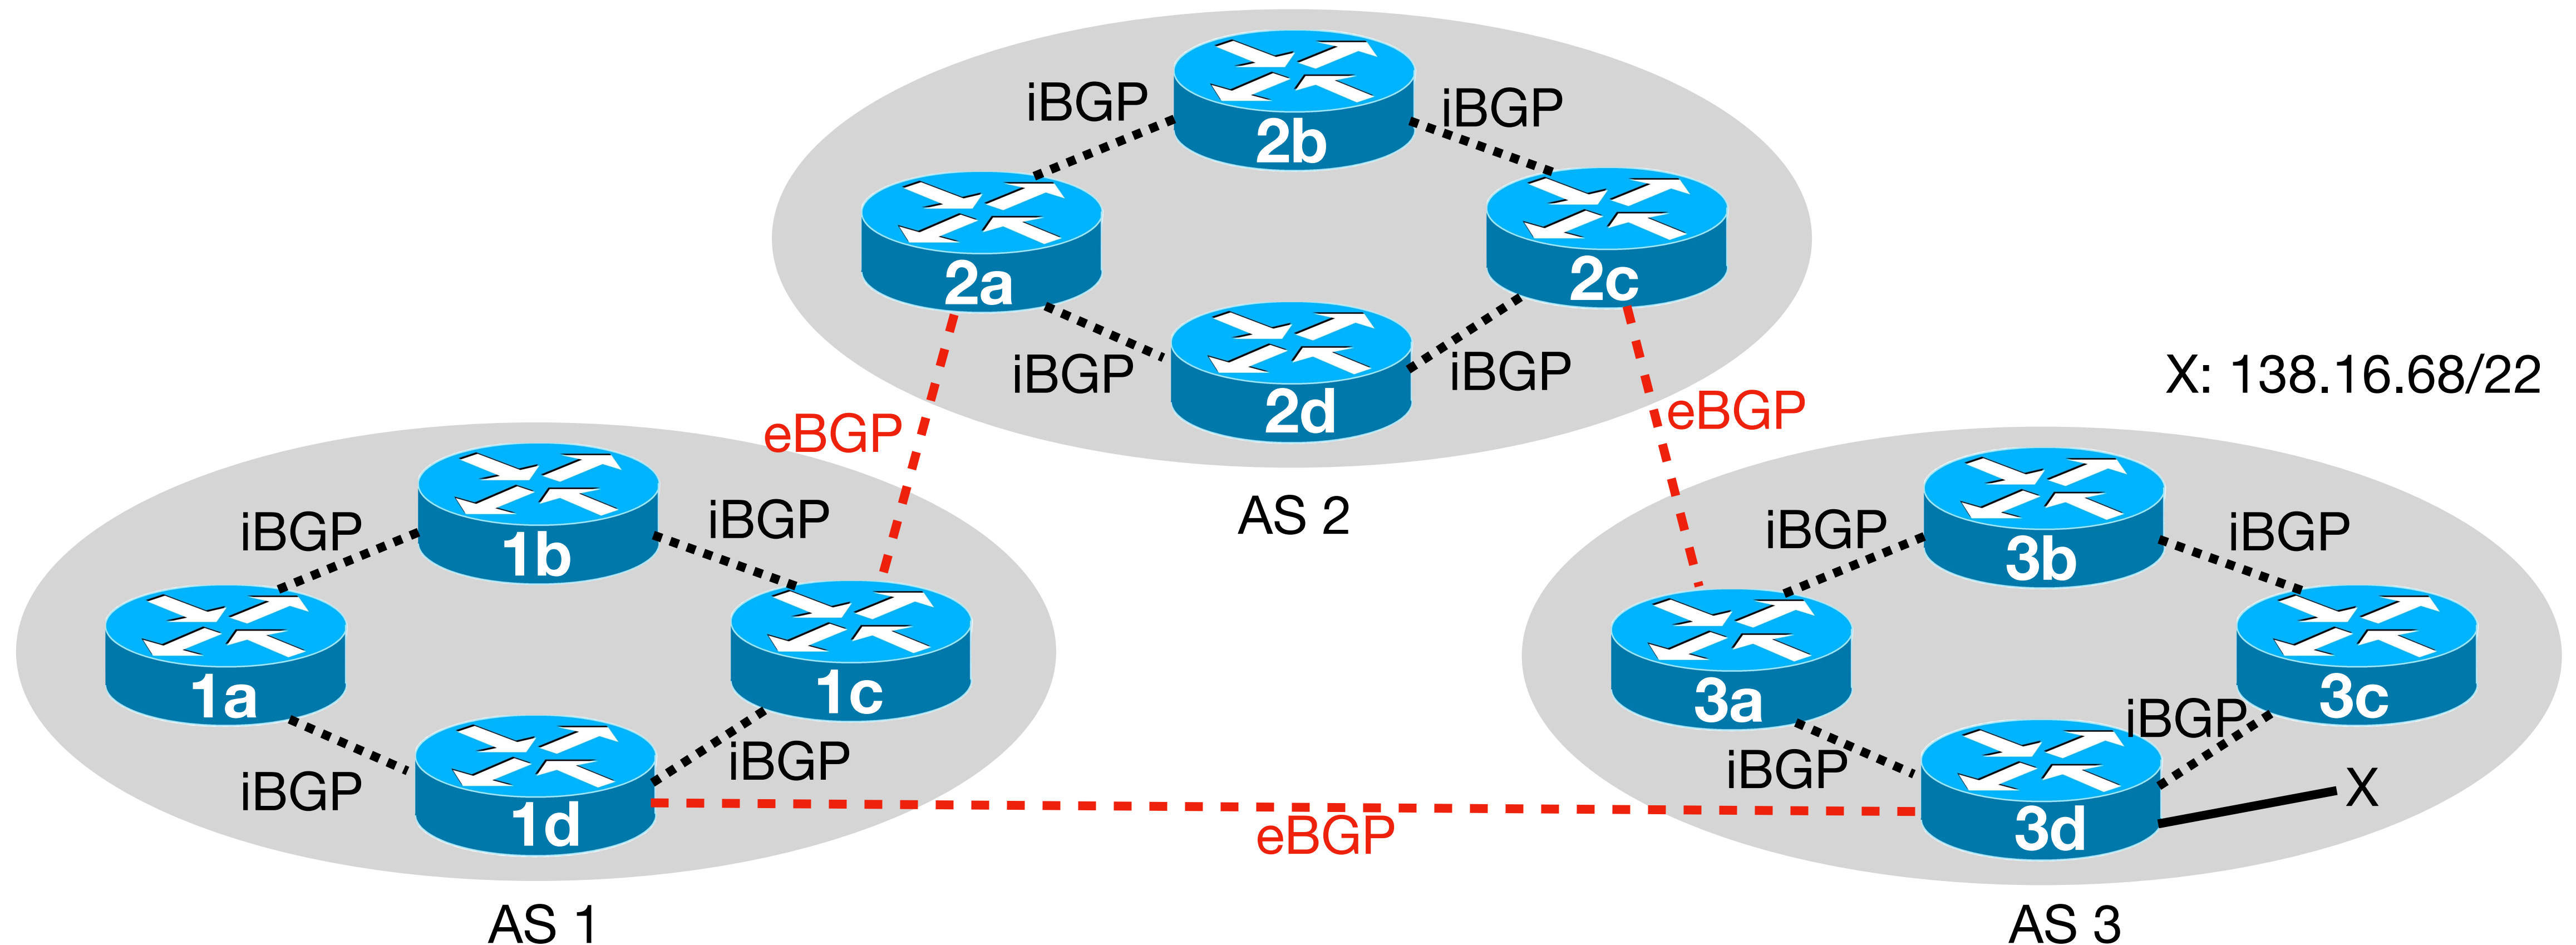 2b
iBGP
iBGP
2a
2c
2d
iBGP
iBGP
AS 2
eBGP
eBGP
X: 138.16.68/22
1b
iBGP
iBGP
1a
1c
1d
iBGP
iBGP
AS 1
eBGP
3b
iBGP
iBGP
3a
3c
iBGP
iBGP
3d
X
AS 3